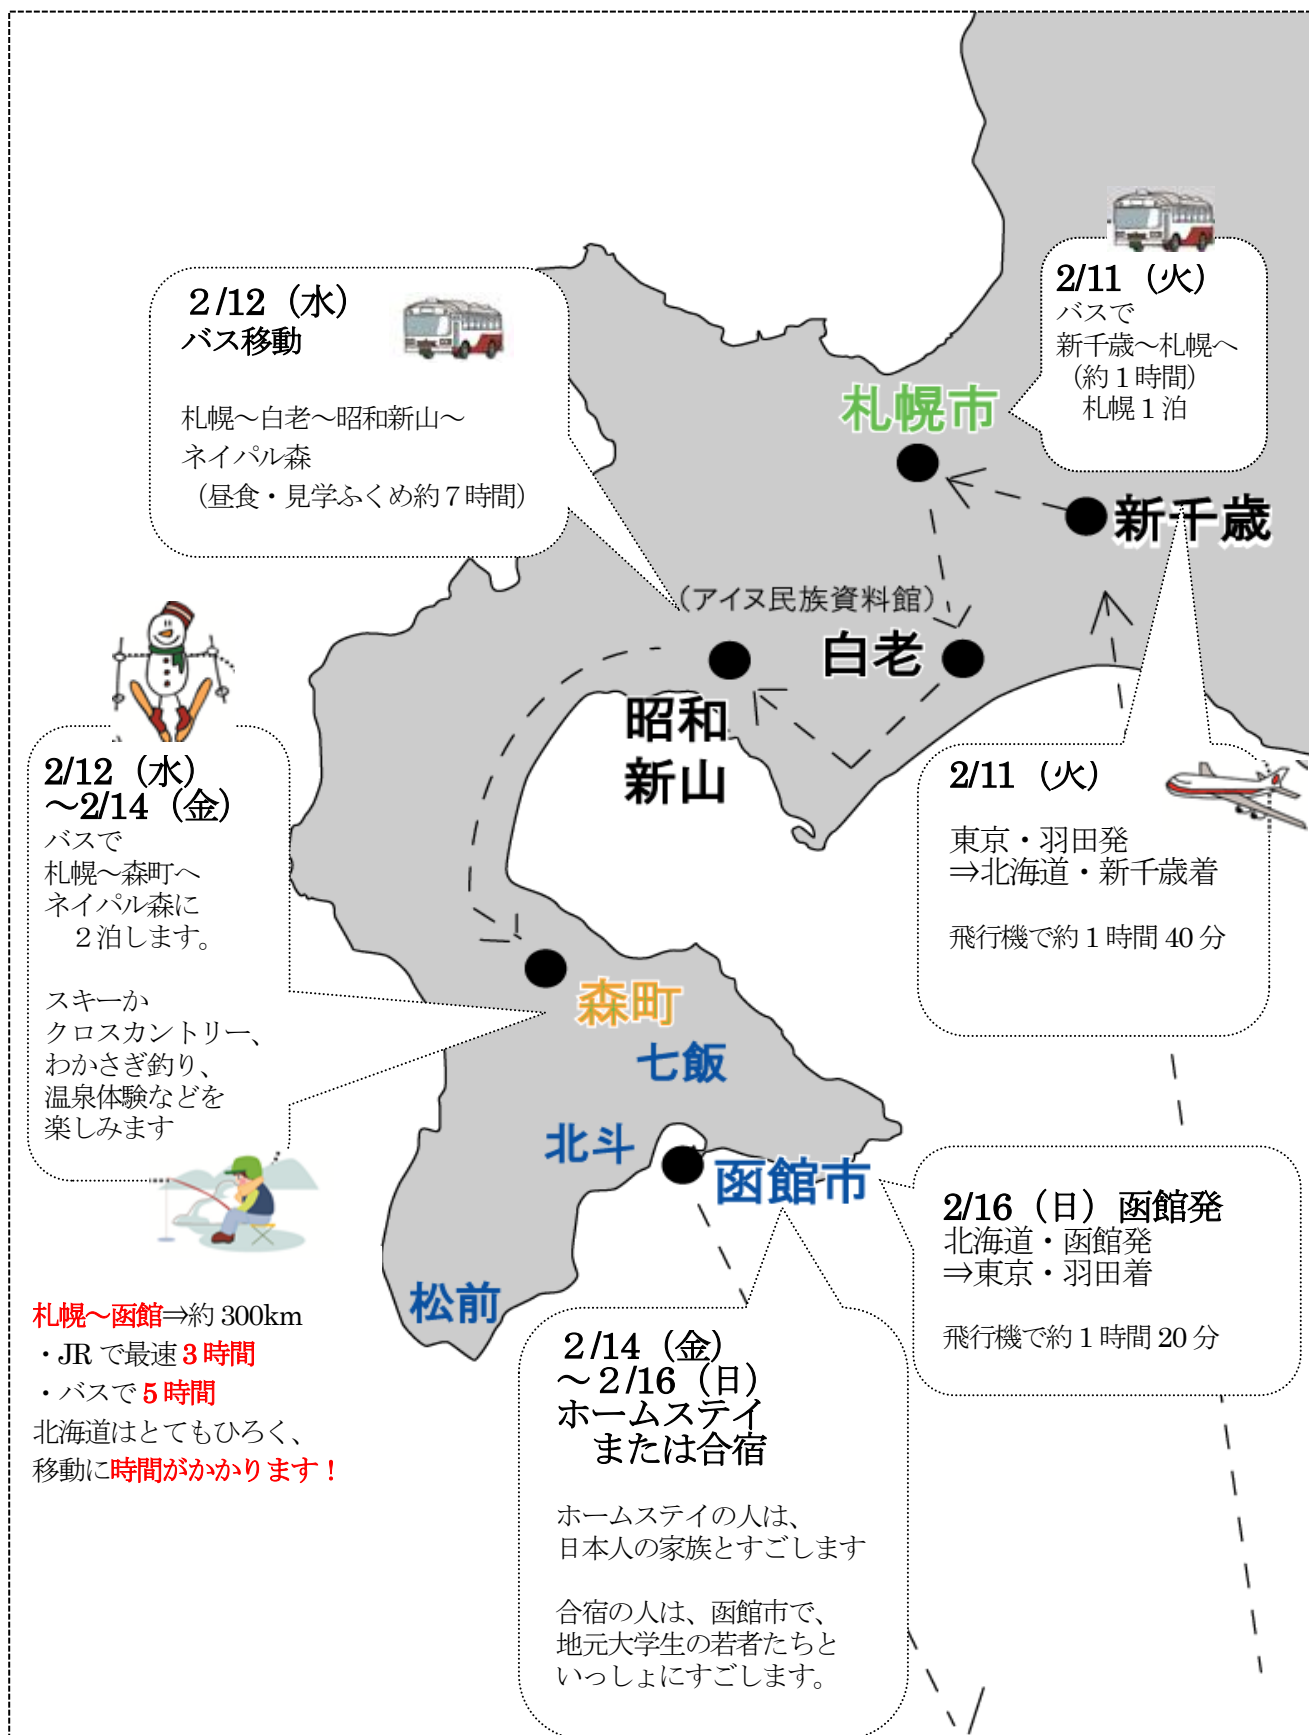 2/11（火）
バスで
新千歳～札幌へ
（約１時間）
札幌１泊
２/12（水）
バス移動
札幌～白老～昭和新山～
ネイパル森
（昼食・見学ふくめ約７時間）
札幌市
新千歳
（アイヌ民族資料館）
白老
昭和
新山
2/11（火）
東京・羽田発
⇒北海道・新千歳着
飛行機で約１時間 40 分
2/12（水）
～2/14（金）
バスで
札幌～森町へ
ネイパル森に
２泊します。
スキーか
クロスカントリー、
わかさぎ釣り、
温泉体験などを
楽しみます
森町
七飯
北斗
函館市
松前
2/16（日）函館発
北海道・函館発
⇒東京・羽田着
飛行機で約１時間 20 分
札幌～函館⇒約 300km
・JR で最速３時間
・バスで５時間
北海道はとてもひろく、
移動に時間がかかります！
２/14（金）
～２/16（日）
ホームステイ
または合宿
ホームステイの人は、
日本人の家族とすごします
合宿の人は、函館市で、
地元大学生の若者たちと
いっしょにすごします。